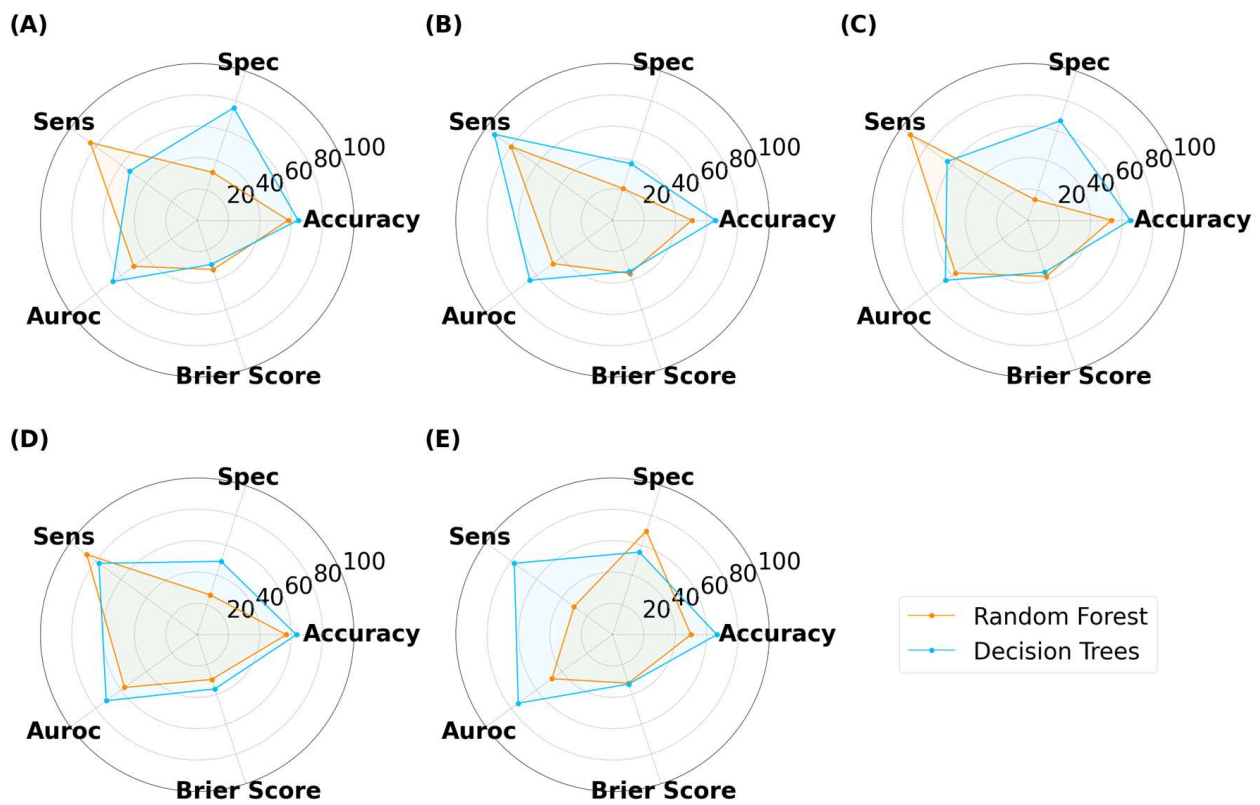 (A)
Spec
Sens
100
80
60
40
20
Accuracy
Auroc
Brier Score
(B)
Spec
Sens
100
80
60
40
20
Accuracy
Auroc
Brier Score
(C)
Spec
Sens
100
80
60
40
20
Accuracy
Auroc
Brier Score
(D)
Spec
Sens
100
80
60
40
20
Accuracy
Auroc
Brier Score
(E)
Spec
Sens
100
80
60
40
20
Accuracy
Auroc
Brier Score
Random Forest
Decision Trees